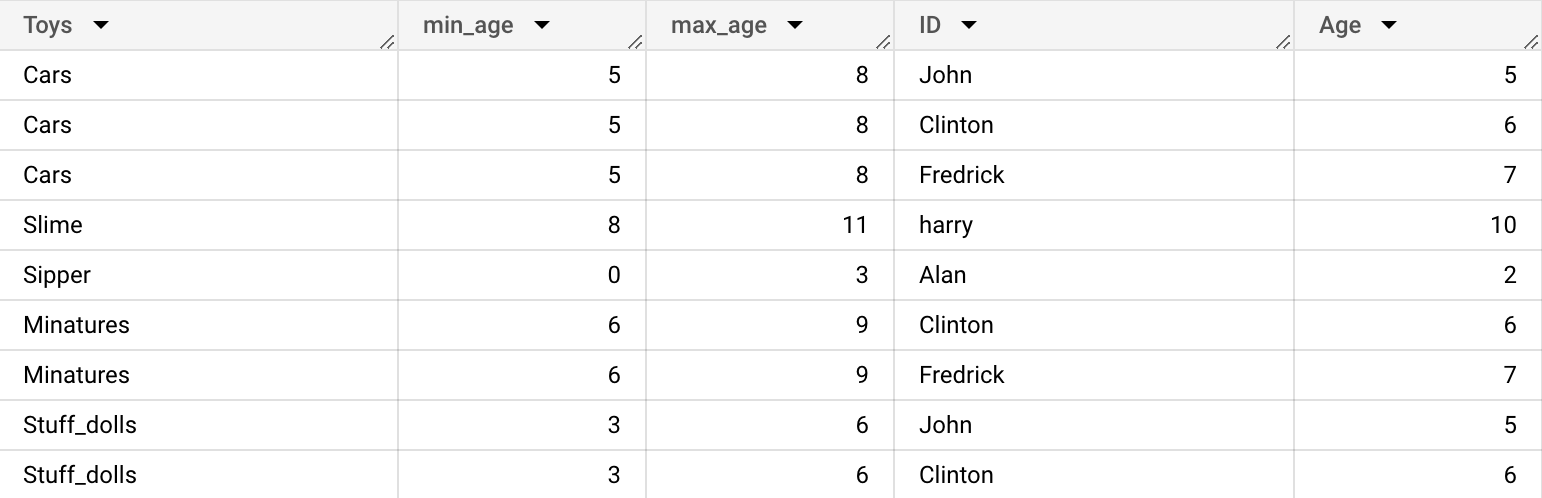 Toys min_age max_age ID Age
Cars 5 8 John 5
Cars 5 8 Clinton 6
Cars 5 8 Fredrick 7
Slime 8 11 harry 10
Sipper 0 3 Alan 2
Minatures 6 9 Clinton 6
Minatures 6 9 Fredrick 7
Stuff_dolls 3 6 John 5
Stuff_dolls 3 6 Clinton 6